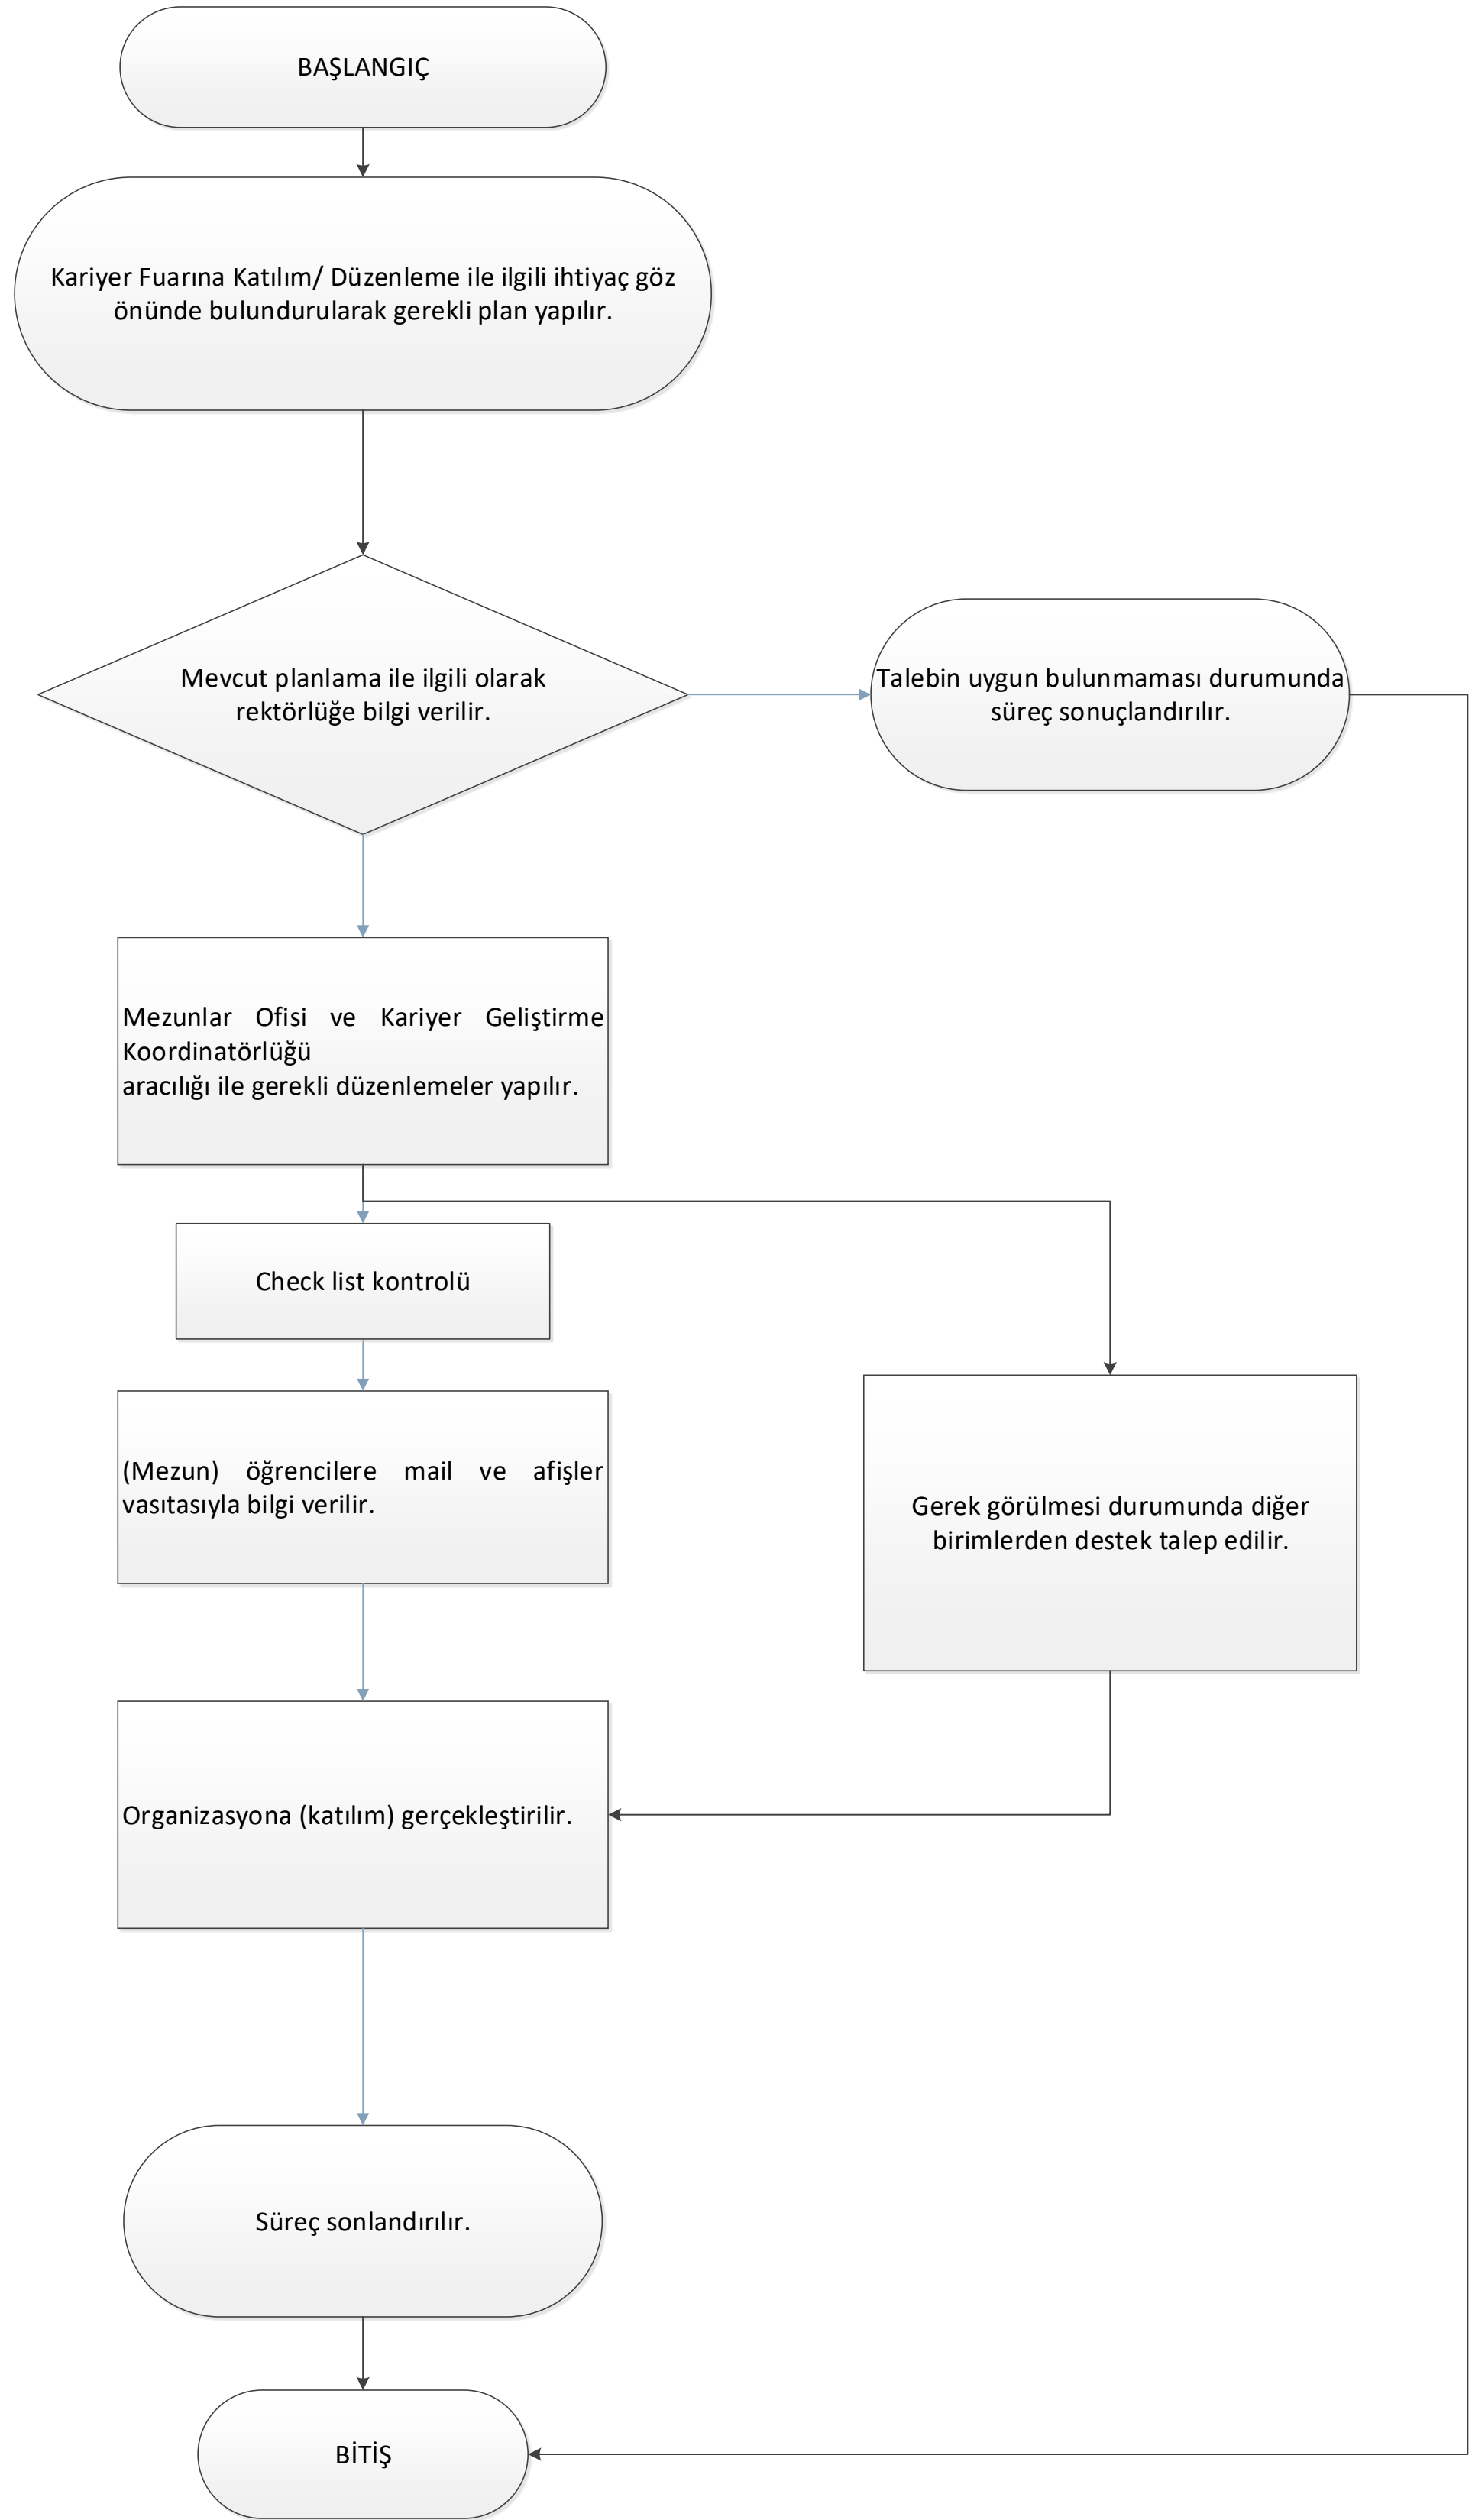 BAŞLANGIÇ
Kariyer Fuarına Katılım/ Düzenleme ile ilgili ihtiyaç göz
önünde bulundurularak gerekli plan yapılır.
Mevcut planlama ile ilgili olarak
rektörlüğe bilgi verilir.
Talebin uygun bulunmaması durumunda
süreç sonuçlandırılır.
Mezunlar Ofisi ve Kariyer Geliştirme
Koordinatörlüğü
aracılığı ile gerekli düzenlemeler yapılır.
Check list kontrolü
(Mezun) öğrencilere mail ve afişler
vasıtasıyla bilgi verilir.
Gerek görülmesi durumunda diğer
birimlerden destek talep edilir.
Organizasyona (katılım) gerçekleştirilir.
Süreç sonlandırılır.
BİTİŞ